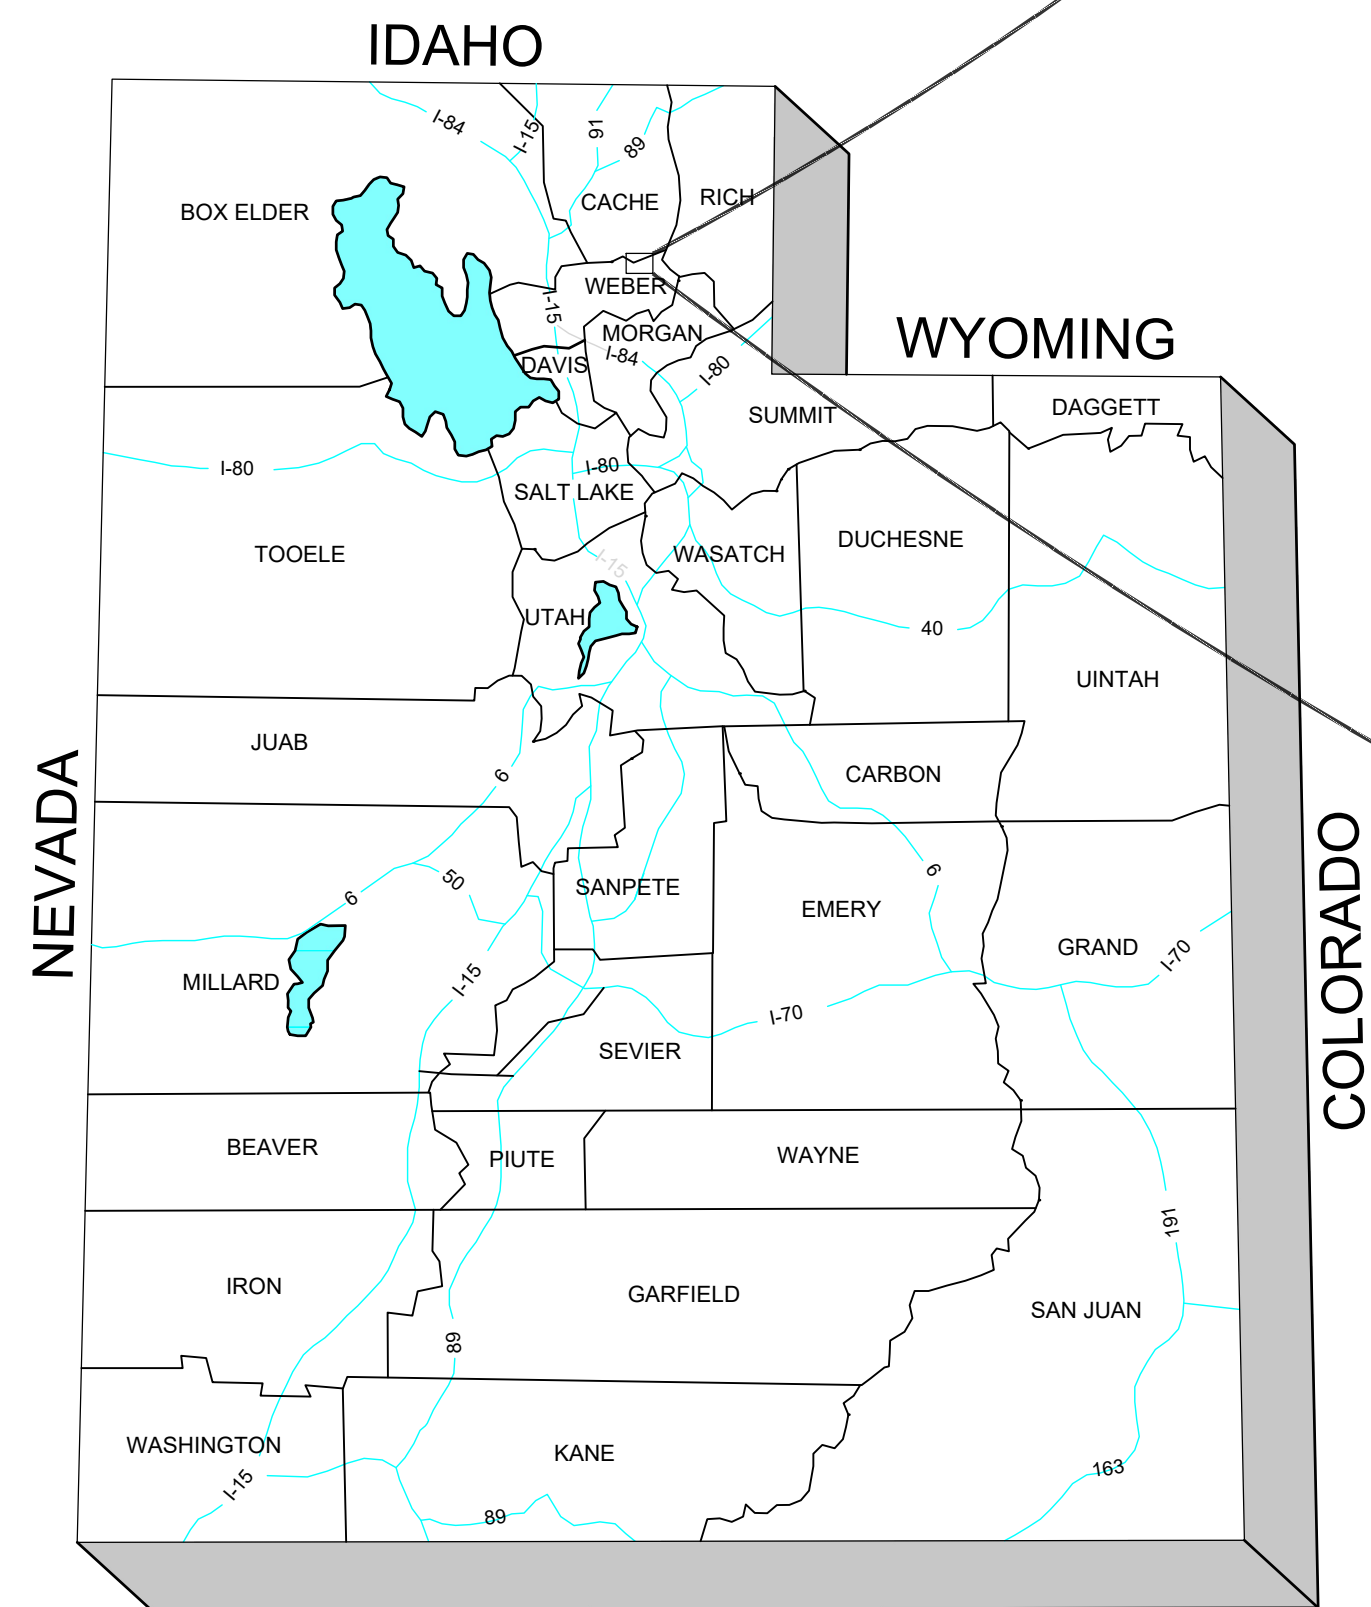 IDAHO
I-84
I-15
91
89
BOX ELDER
CACHE
RICH
WEBER
I-15
MORGAN
I-84
DAVIS
I-80
WYOMING
SUMMIT
DAGGETT
I-80
I-80
SALT LAKE
TOOELE
I-15
WASATCH
DUCHESNE
UTAH
40
UINTAH
JUAB
6
CARBON
NEVADA
COLORADO
50
6
SANPETE
6
EMERY
GRAND
I-70
MILLARD
I-15
I-70
SEVIER
BEAVER
PIUTE
WAYNE
191
IRON
GARFIELD
SAN JUAN
89
WASHINGTON
KANE
I-15
163
89